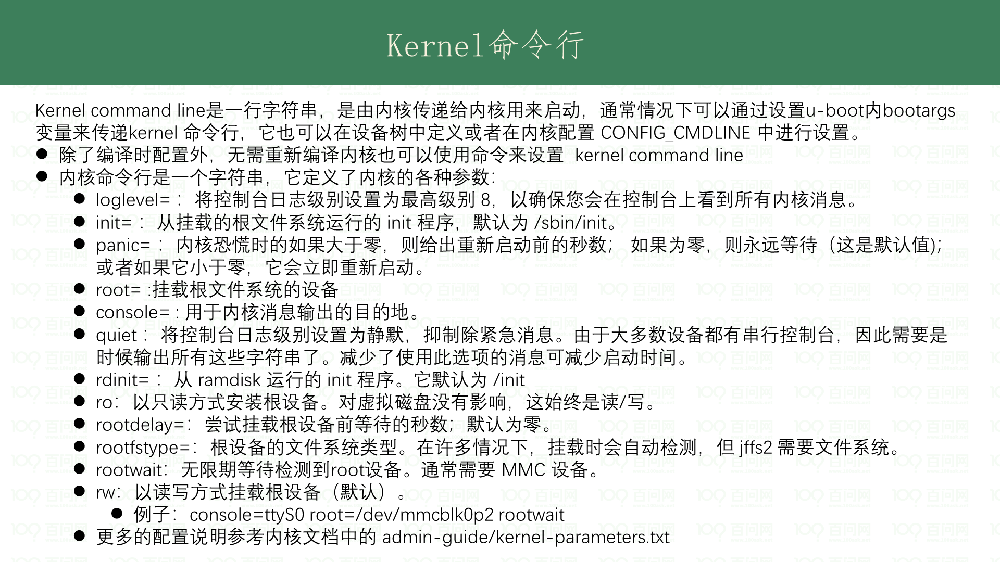 Kernel命令行
Kernel command line是一行字符串，是由内核传递给内核用来启动，通常情况下可以通过设置u-boot内bootargs
变量来传递kernel 命令行，它也可以在设备树中定义或者在内核配置 CONFIG_CMDLINE 中进行设置。
● 除了编译时配置外，无需重新编译内核也可以使用命令来设置 kernel command line
● 内核命令行是一个字符串，它定义了内核的各种参数：
● loglevel= ：将控制台日志级别设置为最高级别 8，以确保您会在控制台上看到所有内核消息。
● init= ：从挂载的根文件系统运行的 init 程序，默认为 /sbin/init。
● panic= ：内核恐慌时的如果大于零，则给出重新启动前的秒数； 如果为零，则永远等待（这是默认值)；
或者如果它小于零，它会立即重新启动。
● root= :挂载根文件系统的设备
● console= : 用于内核消息输出的目的地。
● quiet ：将控制台日志级别设置为静默，抑制除紧急消息。由于大多数设备都有串行控制台，因此需要是
时候输出所有这些字符串了。减少了使用此选项的消息可减少启动时间。
● rdinit= ：从 ramdisk 运行的 init 程序。它默认为 /init
● ro：以只读方式安装根设备。对虚拟磁盘没有影响，这始终是读/写。
● rootdelay=：尝试挂载根设备前等待的秒数；默认为零。
● rootfstype=：根设备的文件系统类型。在许多情况下，挂载时会自动检测，但 jffs2 需要文件系统。
● rootwait：无限期等待检测到root设备。通常需要 MMC 设备。
● rw：以读写方式挂载根设备（默认）。
● 例子：console=ttyS0 root=/dev/mmcblk0p2 rootwait
● 更多的配置说明参考内核文档中的 admin-guide/kernel-parameters.txt